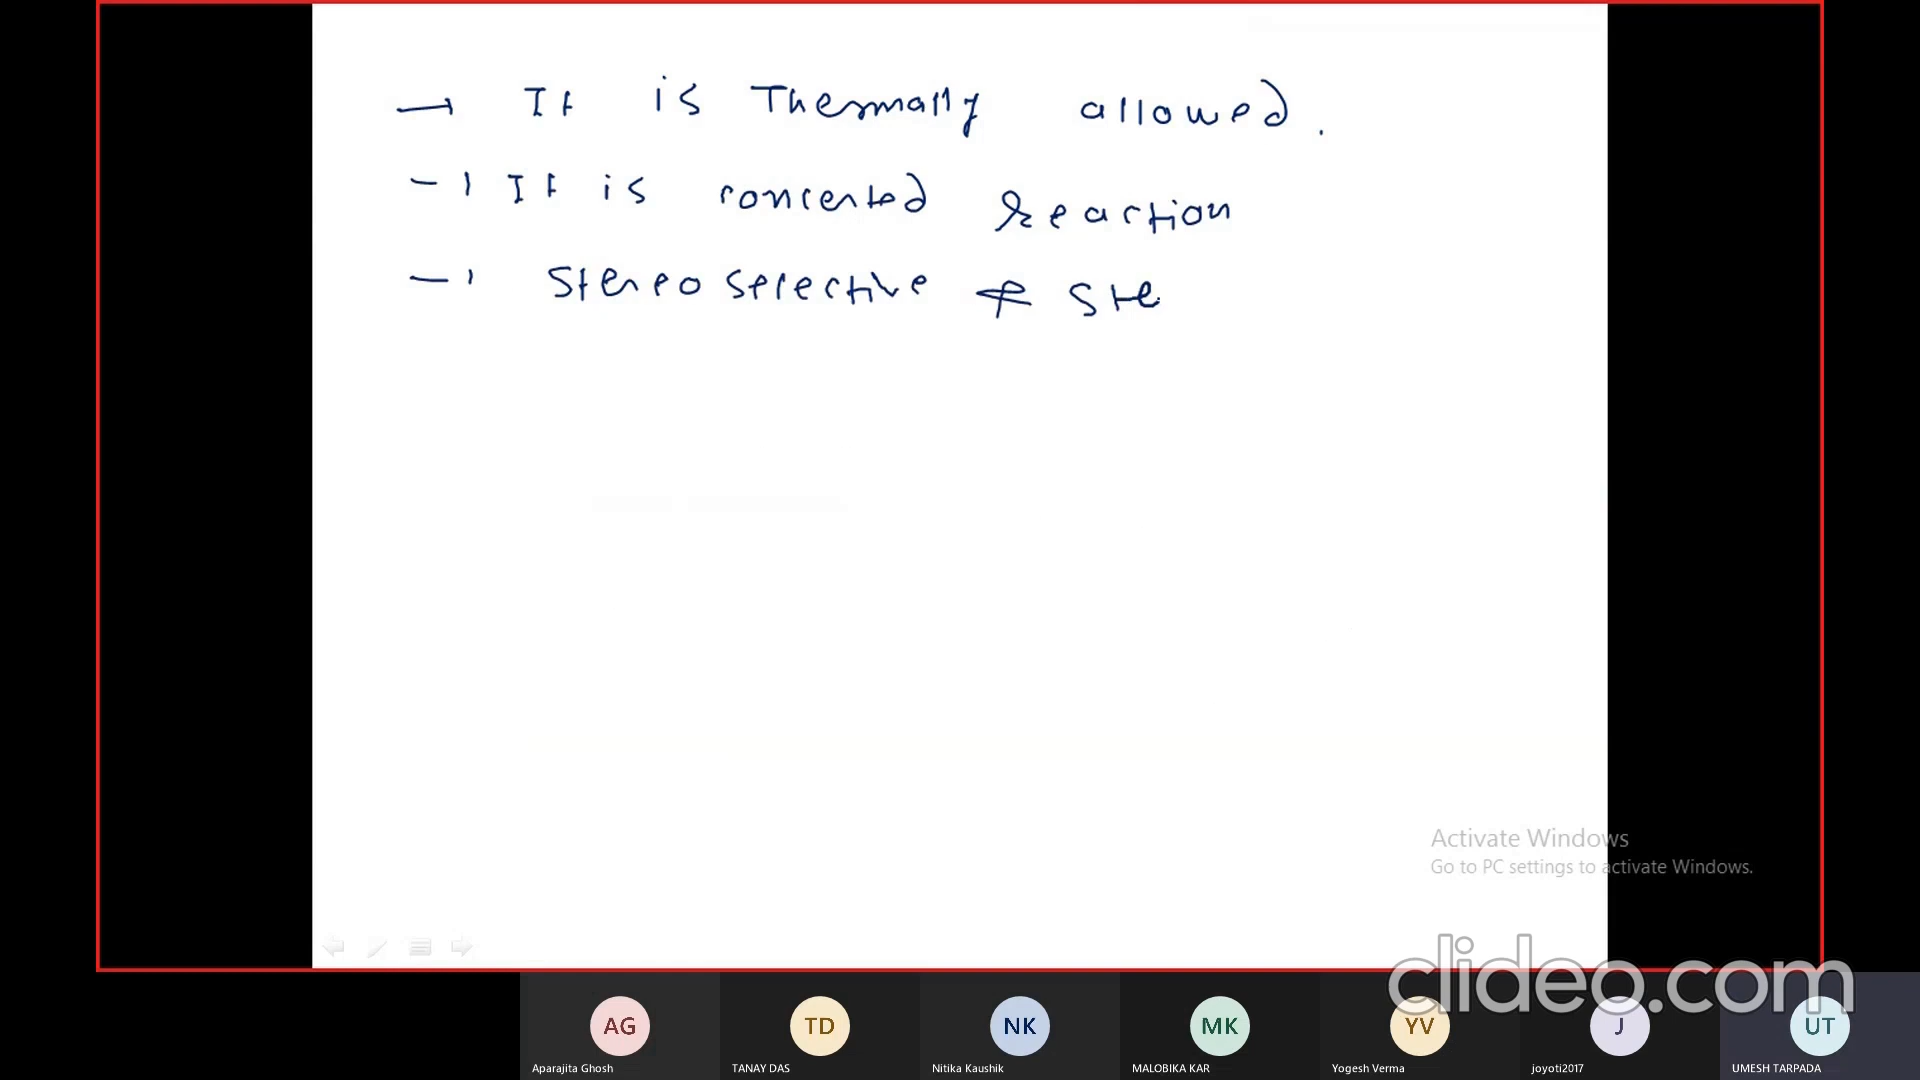 → It is Thermally allowed.
→ It is concerted Reaction
→ Stereo selective & Ste
Activate Windows
Go to PC settings to activate Windows.
clideo.com
AG TD NK MK YV J UT
Aparajita Ghosh TANAY DAS Nitika Kaushik MALOBIKA KAR Yogesh Verma joyoti2017 UMESH TARPADA